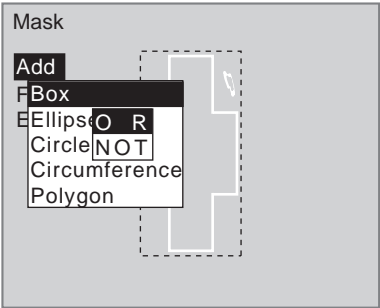 Mask
Add
F Box
E Ellipse O R
Circle NOT
Circumference
Polygon